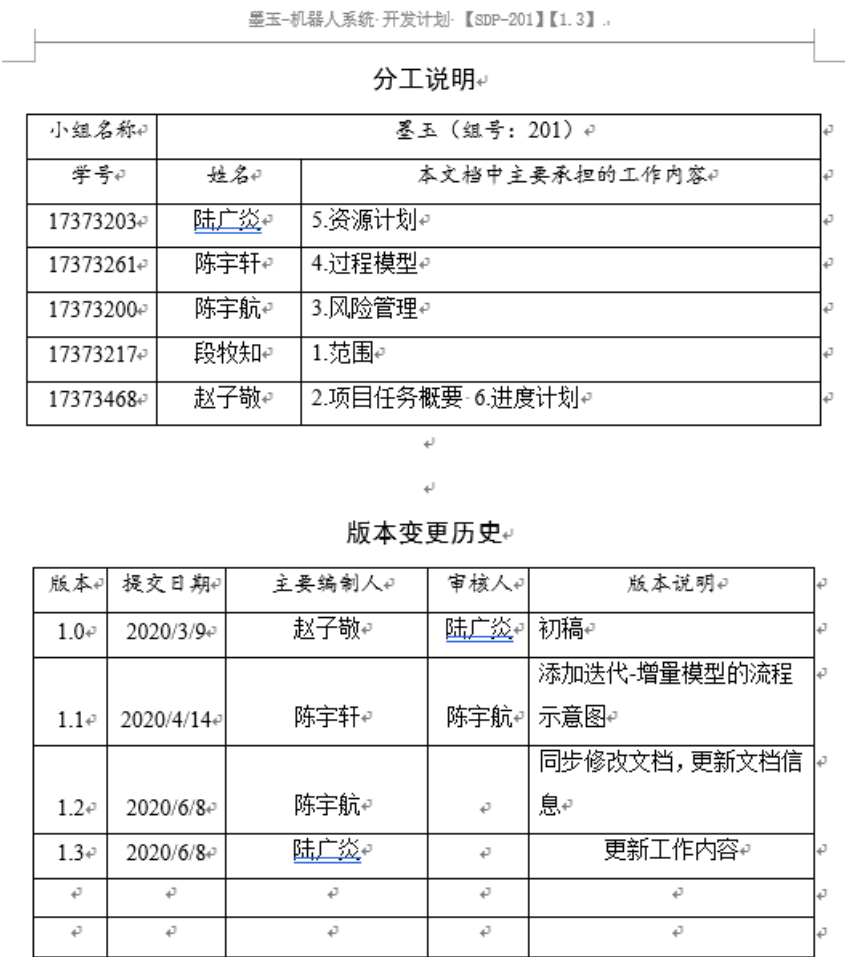 墨玉-机器人系统 开发计划 【SDP-201】【1.3】.
分工说明
小组名称 墨玉（组号：201）
学号 姓名 本文档中主要承担的工作内容
17373203 陆广焱 5.资源计划
17373261 陈宇轩 4.过程模型
17373200 陈宇航 3.风险管理
17373217 段牧知 1.范围
17373468 赵子敬 2.项目任务概要 6.进度计划
版本变更历史
版本 提交日期 主要编制人 审核人 版本说明
1.0 2020/3/9 赵子敬 陆广焱 初稿
添加迭代-增量模型的流程
1.1 2020/4/14 陈宇轩 陈宇航 示意图
同步修改文档，更新文档信
1.2 2020/6/8 陈宇航 息
1.3 2020/6/8 陆广焱 更新工作内容